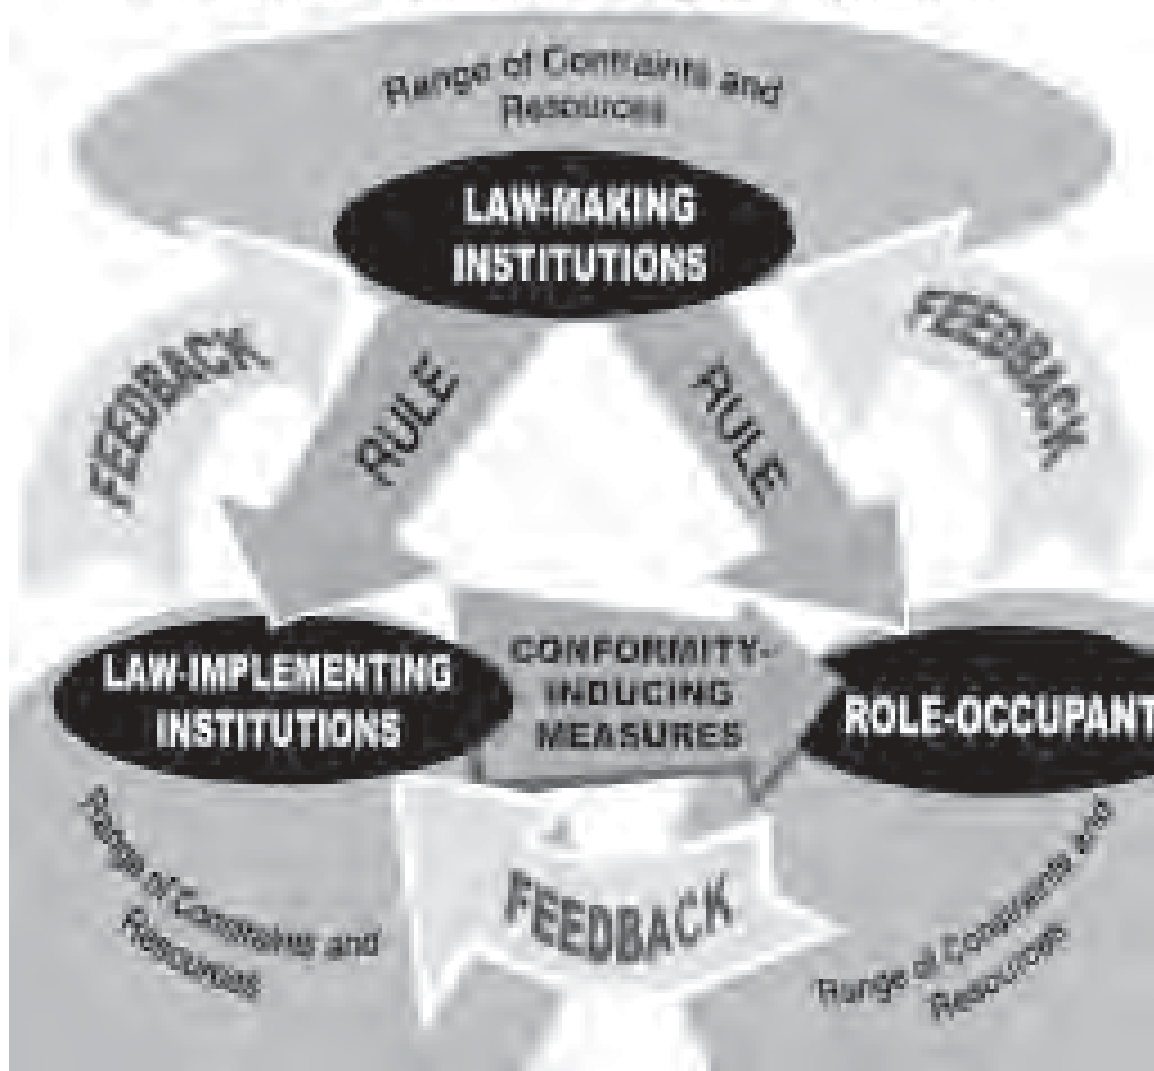 Range of Contraints and
Resources
LAW-MAKING
INSTITUTIONS
FEEDBACK
RULE
RULE
FEEDBACK
LAW-IMPLEMENTING
INSTITUTIONS
CONFORMITY-
INDUCING
MEASURES
ROLE-OCCUPANT
Range of Constraints and
Resources
FEEDBACK
Range of Constraints and
Resources